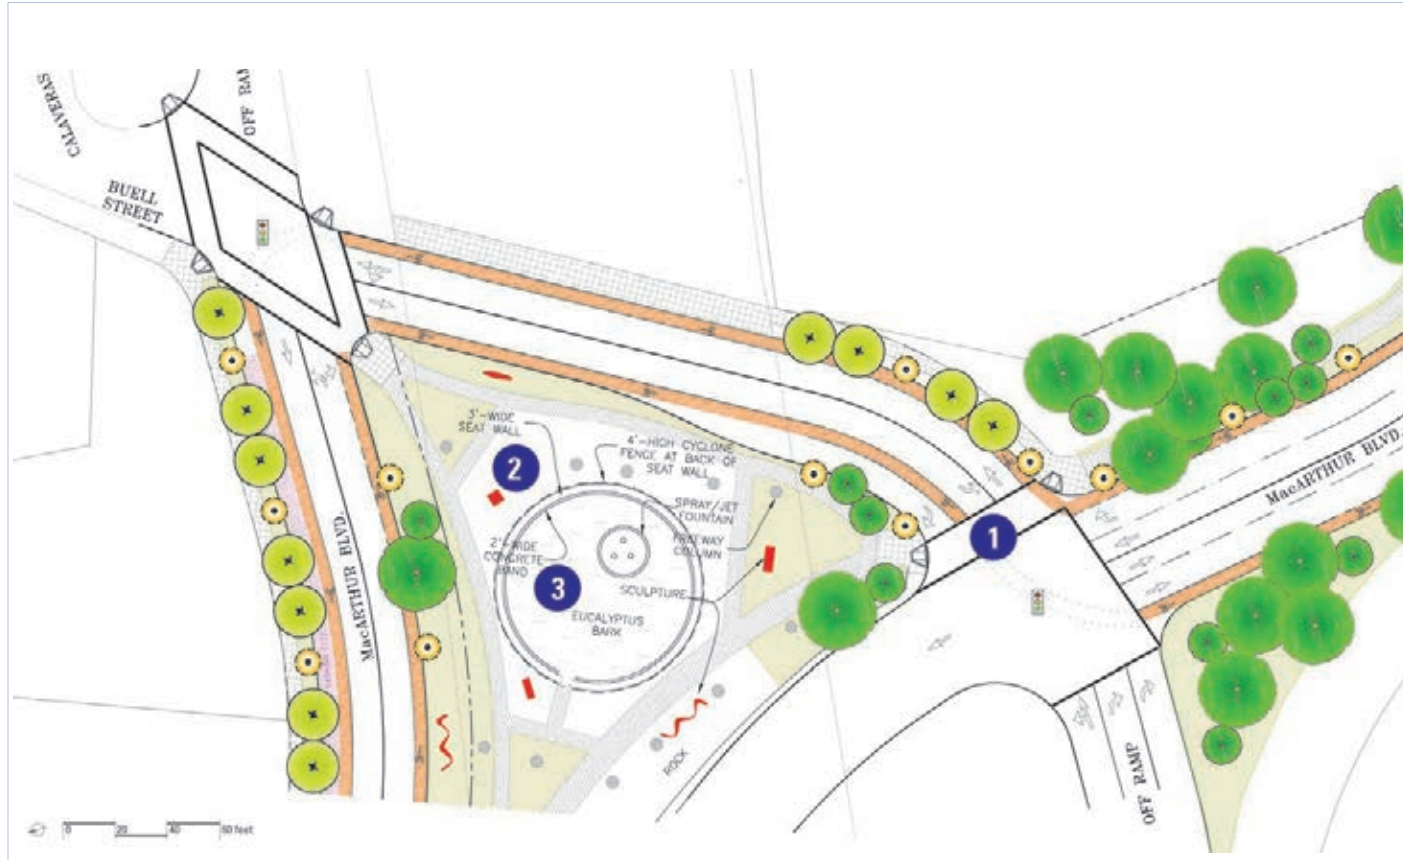 CALAVERAS
OFF RAM
BUELL
STREET
3'-WIDE
SEAT WALL
4'-HIGH CYCLONE
FENCE AT BACK OF
SEAT WALL
2
SPRAY/JET
FOUNTAIN
FREEWAY
COLUMN
2'-WIDE
CONCRETE
BAND
3
SCULPTURE
EUCALYPTUS
BARK
1
MacARTHUR BLVD.
MacARTHUR BLVD.
ROCK
OFF RAMP
0 20 40 60 feet